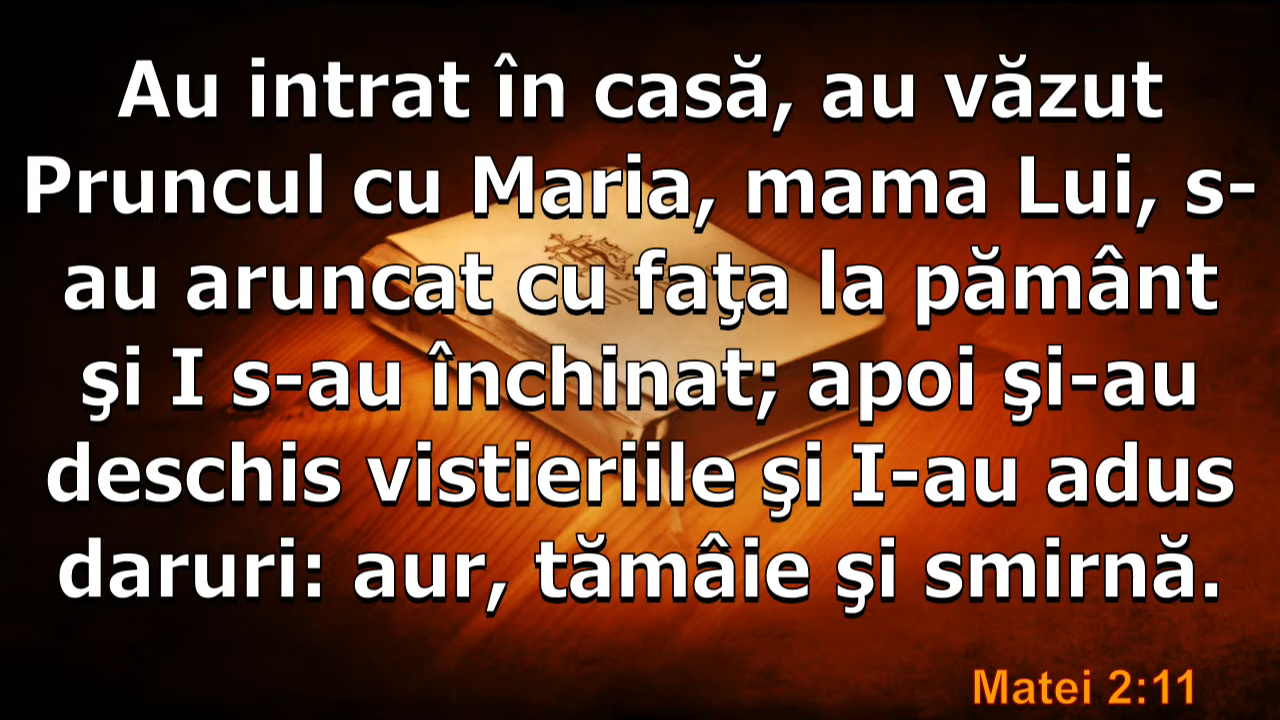 Au intrat în casă, au văzut
Pruncul cu Maria, mama Lui, s-
au aruncat cu faţa la pământ
şi I s-au închinat; apoi şi-au
deschis vistieriile şi I-au adus
daruri: aur, tămâie şi smirnă.
Matei 2:11